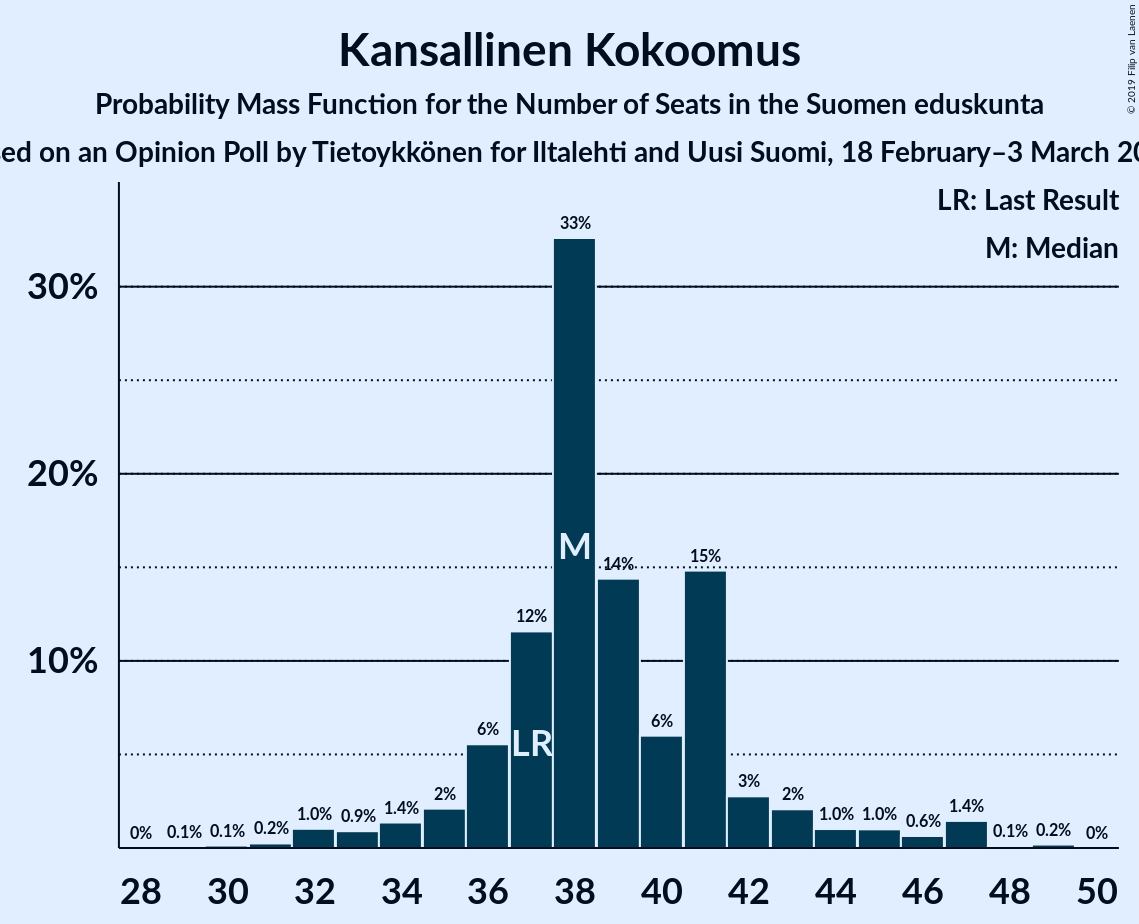 Kansallinen Kokoomus
Probability Mass Function for the Number of Seats in the Suomen eduskunta
sed on an Opinion Poll by Tietoykkönen for Iltalehti and Uusi Suomi, 18 February–3 March 20
© 2019 Filip van Laenen
LR: Last Result
M: Median
30%
20%
10%
0% 0.1% 0.1% 0.2% 1.0% 0.9% 1.4% 2% 6% 12% 33% 14% 6% 15% 3% 2% 1.0% 1.0% 0.6% 1.4% 0.1% 0.2% 0%
M
LR
28 30 32 34 36 38 40 42 44 46 48 50